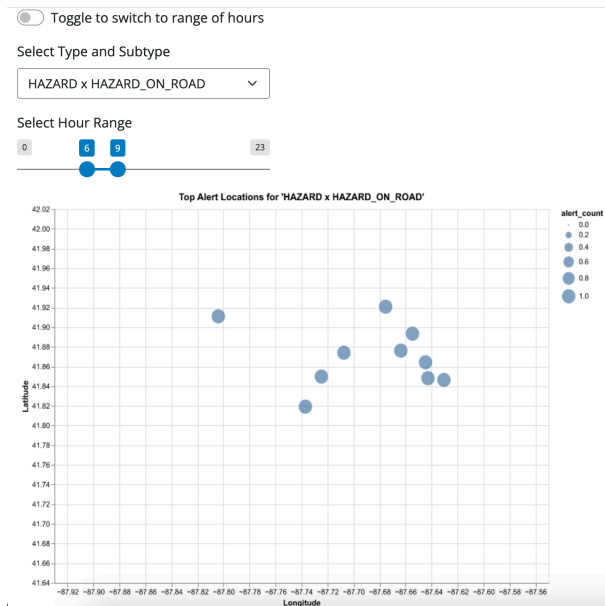 Toggle to switch to range of hours
Select Type and Subtype
HAZARD x HAZARD_ON_ROAD
Select Hour Range
0 6 9 23
Top Alert Locations for 'HAZARD x HAZARD_ON_ROAD'
alert_count
0.0
0.2
0.4
0.6
0.8
1.0
42.02
42.00
41.98
41.96
41.94
41.92
41.90
41.88
41.86
41.84
41.82
41.80
41.78
41.76
41.74
41.72
41.70
41.68
41.66
41.64
Latitude
−87.92 −87.90 −87.88 −87.86 −87.84 −87.82 −87.80 −87.78 −87.76 −87.74 −87.72 −87.70 −87.68 −87.66 −87.64 −87.62 −87.60 −87.58 −87.56
Longitude